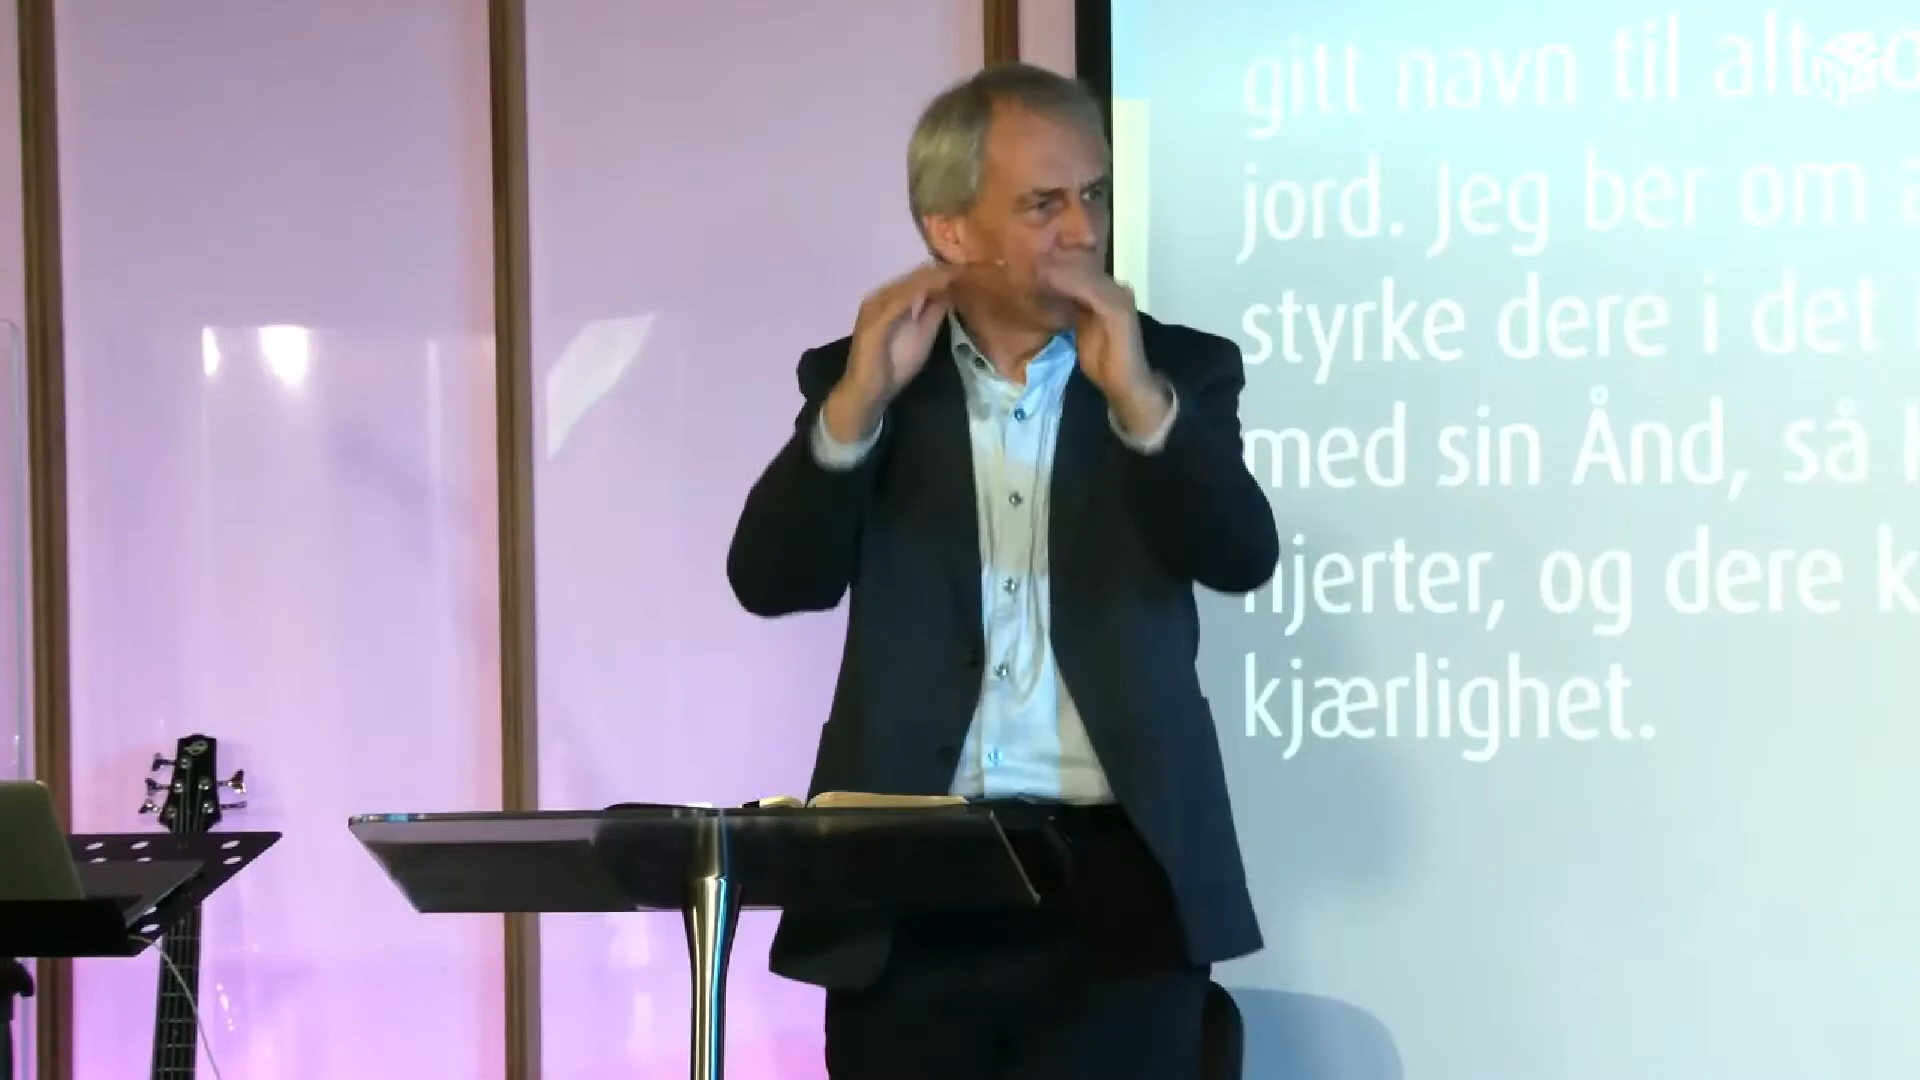 gitt navn til alt
jord. Jeg ber om
styrke dere i det
med sin Ånd, så
hjerter, og dere k
kjærlighet.